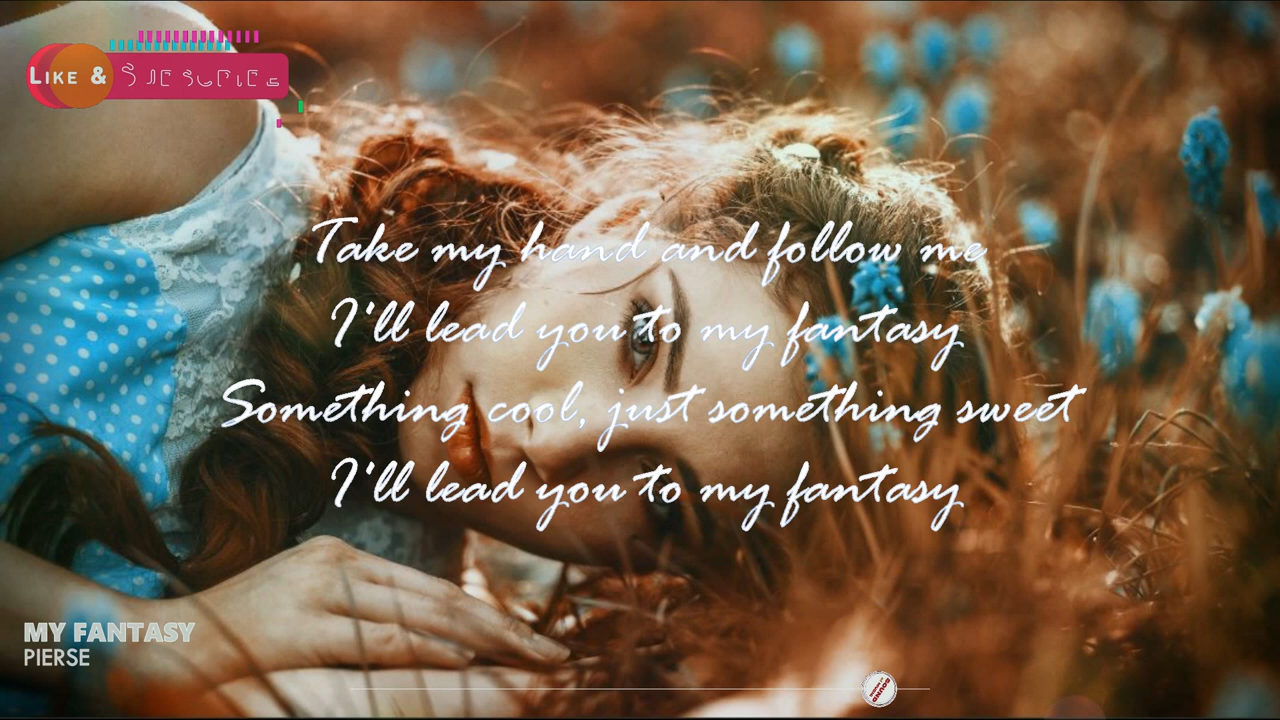 LIKE &
Take my hand and follow me
I'll lead you to my fantasy
Something cool, just something sweet
I'll lead you to my fantasy
MY FANTASY
PIERSE
SOUND